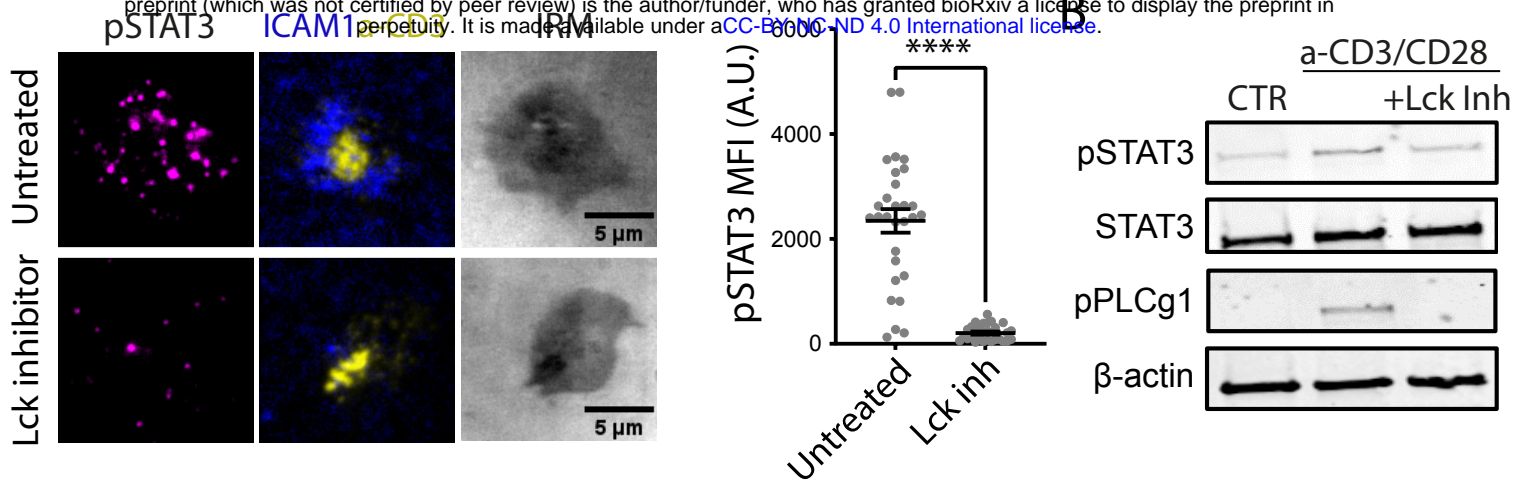 preprint (which was not certified by peer review) is the author/funder, who has granted bioRxiv a license to display the preprint in
perpetuity. It is made available under aCC-BY-NC-ND 4.0 International license.
pSTAT3 ICAM1 a-CD3 IRM
Untreated
5 µm
Lck inhibitor
5 µm
pSTAT3 MFI (A.U.)
6000
4000
2000
0
****
Untreated
Lck inh
B
a-CD3/CD28
CTR +Lck Inh
pSTAT3
STAT3
pPLCg1
β-actin